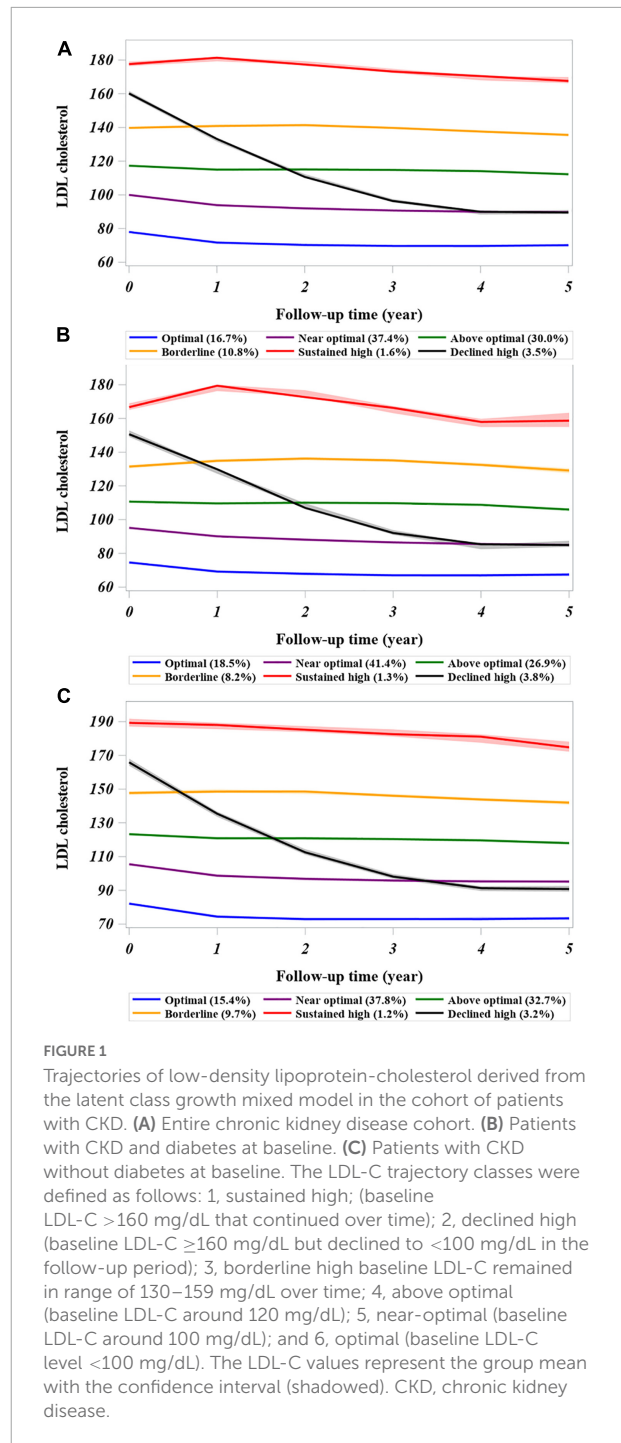 A
180
160
140
120
100
80
60
LDL cholesterol
0 1 2 3 4 5
Follow-up time (year)
Optimal (16.7%) Near optimal (37.4%) Above optimal (30.0%)
Borderline (10.8%) Sustained high (1.6%) Declined high (3.5%)
B
180
160
140
120
100
80
60
LDL cholesterol
0 1 2 3 4 5
Follow-up time (year)
Optimal (18.5%) Near optimal (41.4%) Above optimal (26.9%)
Borderline (8.2%) Sustained high (1.3%) Declined high (3.8%)
C
190
170
150
130
110
90
70
LDL cholesterol
0 1 2 3 4 5
Follow-up time (year)
Optimal (15.4%) Near optimal (37.8%) Above optimal (32.7%)
Borderline (9.7%) Sustained high (1.2%) Declined high (3.2%)
FIGURE 1
Trajectories of low-density lipoprotein-cholesterol derived from
the latent class growth mixed model in the cohort of patients
with CKD. (A) Entire chronic kidney disease cohort. (B) Patients
with CKD and diabetes at baseline. (C) Patients with CKD
without diabetes at baseline. The LDL-C trajectory classes were
defined as follows: 1, sustained high; (baseline
LDL-C >160 mg/dL that continued over time); 2, declined high
(baseline LDL-C ≥160 mg/dL but declined to <100 mg/dL in the
follow-up period); 3, borderline high baseline LDL-C remained
in range of 130–159 mg/dL over time; 4, above optimal
(baseline LDL-C around 120 mg/dL); 5, near-optimal (baseline
LDL-C around 100 mg/dL); and 6, optimal (baseline LDL-C
level <100 mg/dL). The LDL-C values represent the group mean
with the confidence interval (shadowed). CKD, chronic kidney
disease.